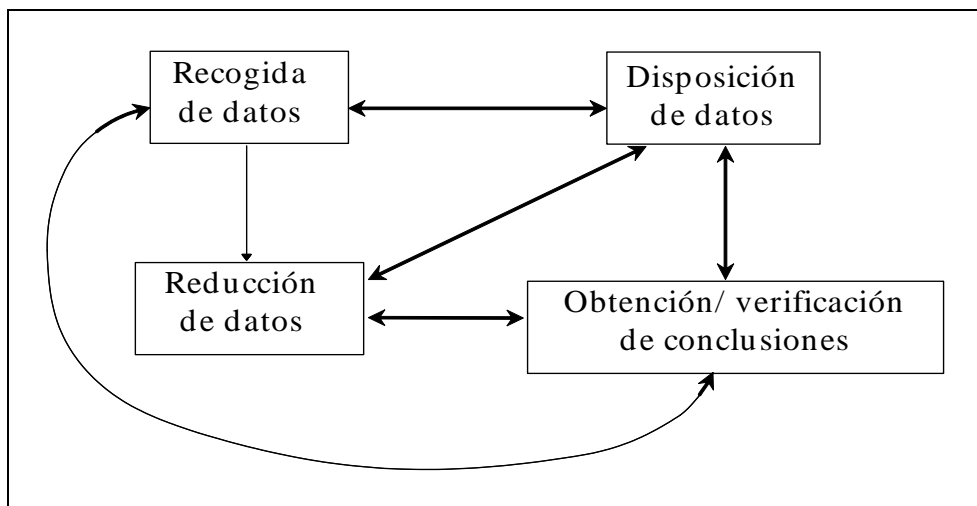 Recogida
de datos
Disposición
de datos
Reducción
de datos
Obtención/ verificación
de conclusiones